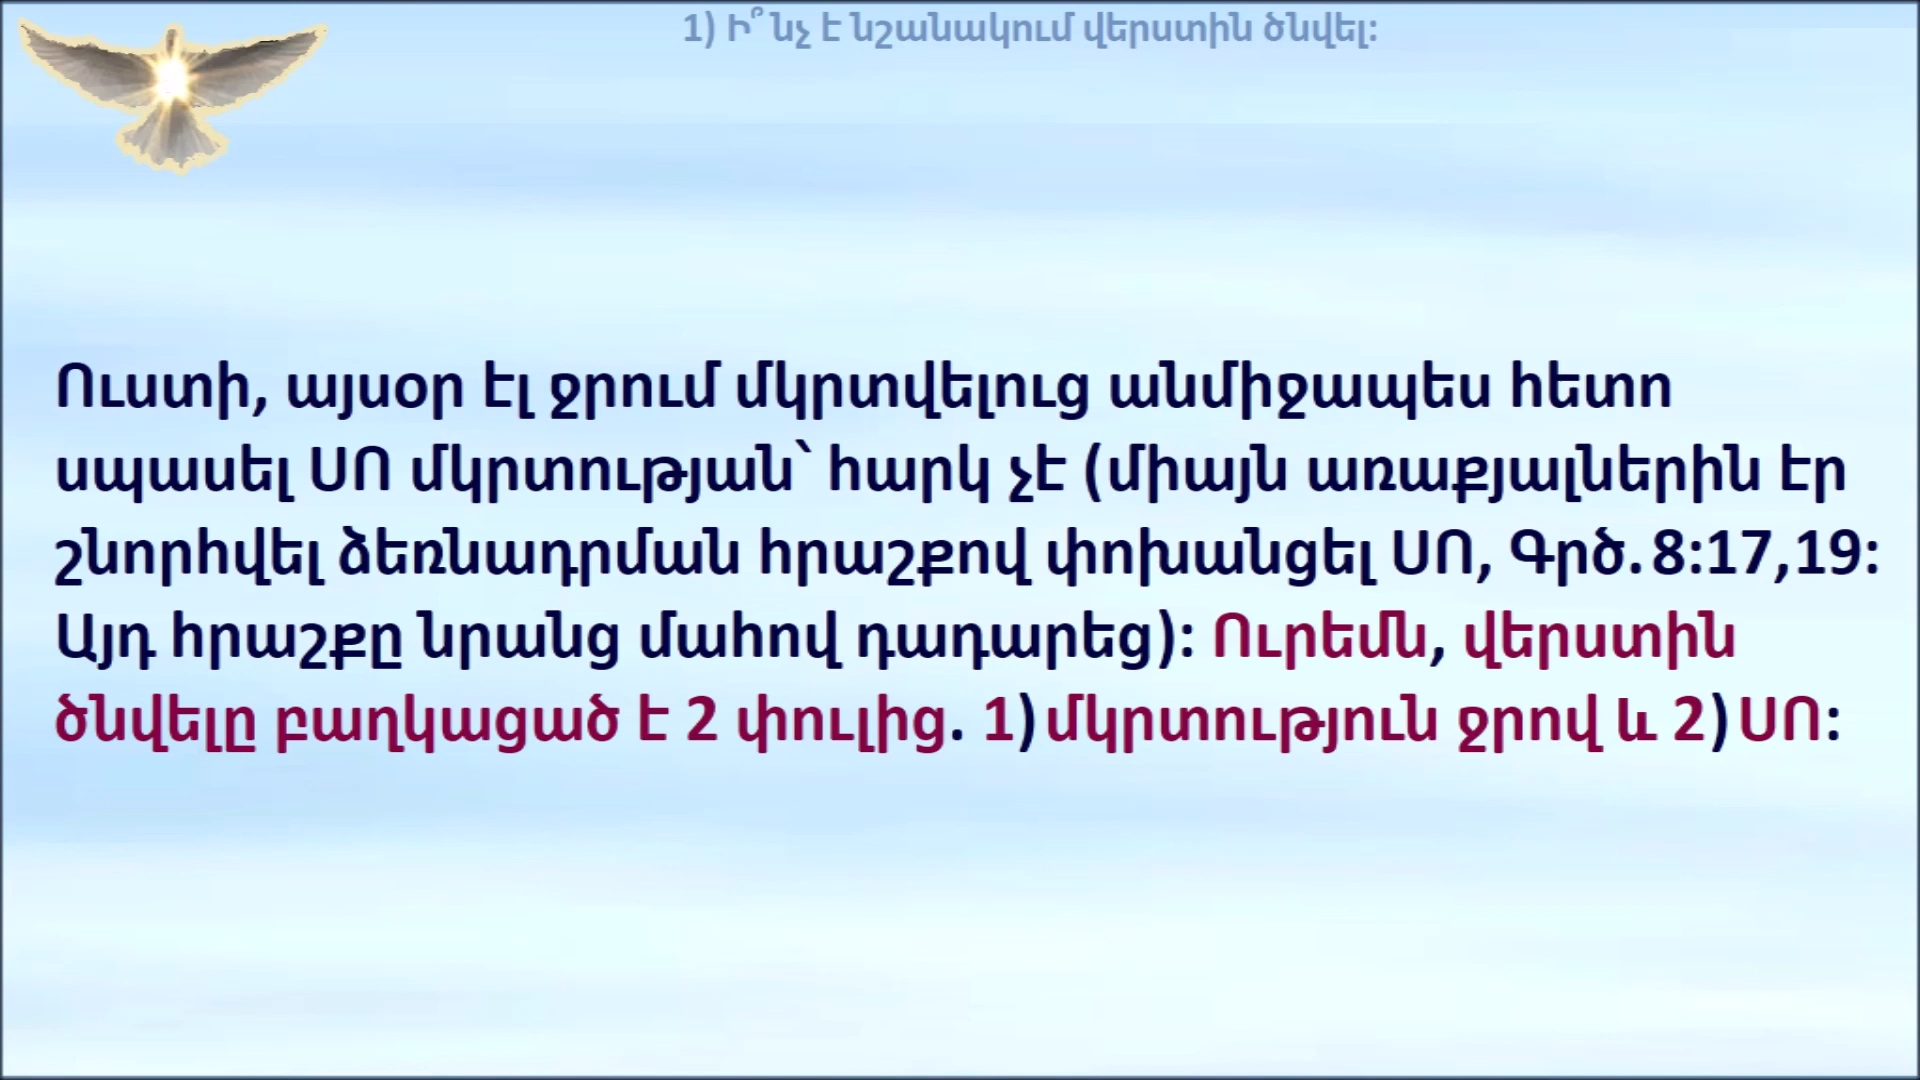 1) Ի՞նչ է նշանակում վերստին ծնվել:
Ուստի, այսօր էլ ջրում մկրտվելուց անմիջապես հետո
սպասել ՍՈ մկրտության՝ հարկ չէ (միայն առաքյալներին էր
շնորհվել ձեռնադրման հրաշքով փոխանցել ՍՈ, Գրծ. 8:17,19:
Այդ հրաշքը նրանց մահով դադարեց): Ուրեմն, վերստին
ծնվելը բաղկացած է 2 փուլից. 1) մկրտություն ջրով և 2) ՍՈ: